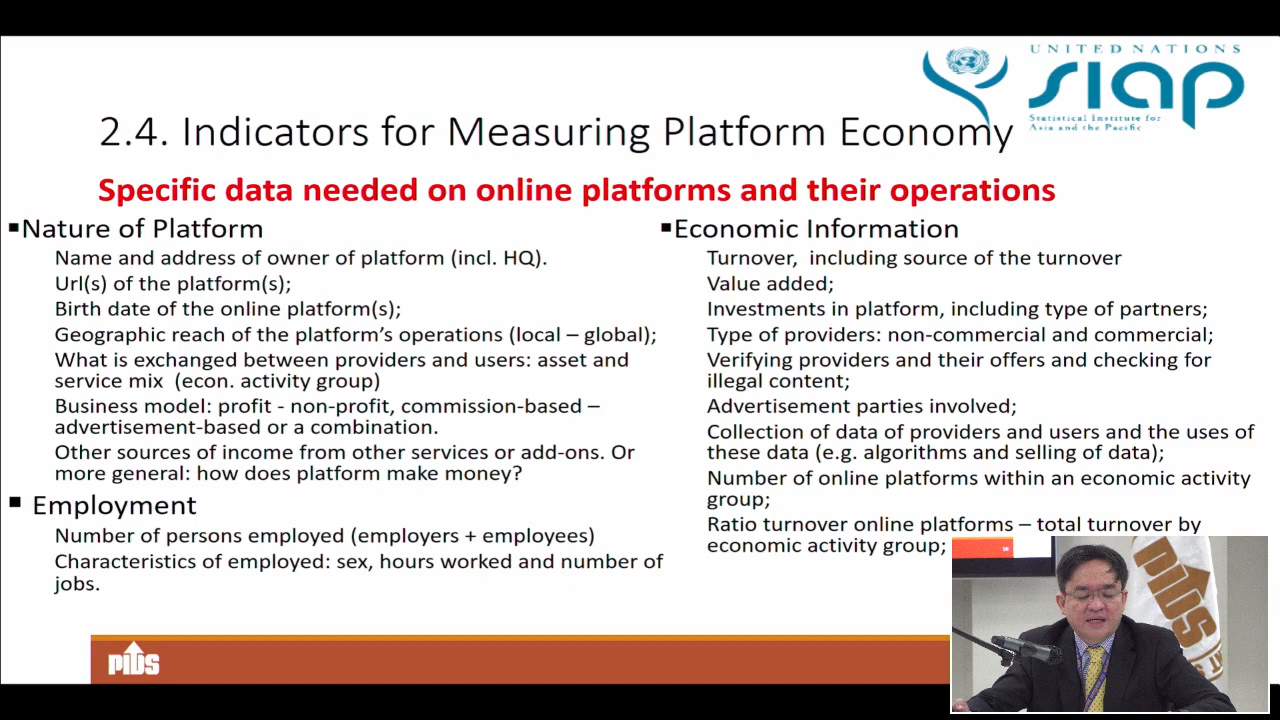 UNITED NATIONS
siap
Statistical Institute for
Asia and the Pacific
2.4. Indicators for Measuring Platform Economy
Specific data needed on online platforms and their operations
▪Nature of Platform
Name and address of owner of platform (incl. HQ).
Url(s) of the platform(s);
Birth date of the online platform(s);
Geographic reach of the platform's operations (local – global);
What is exchanged between providers and users: asset and
service mix (econ. activity group)
Business model: profit - non-profit, commission-based –
advertisement-based or a combination.
Other sources of income from other services or add-ons. Or
more general: how does platform make money?
▪ Employment
Number of persons employed (employers + employees)
Characteristics of employed: sex, hours worked and number of
jobs.
▪Economic Information
Turnover, including source of the turnover
Value added;
Investments in platform, including type of partners;
Type of providers: non-commercial and commercial;
Verifying providers and their offers and checking for
illegal content;
Advertisement parties involved;
Collection of data of providers and users and the uses of
these data (e.g. algorithms and selling of data);
Number of online platforms within an economic activity
group;
Ratio turnover online platforms – total turnover by
economic activity group;
PIDS
PIDS